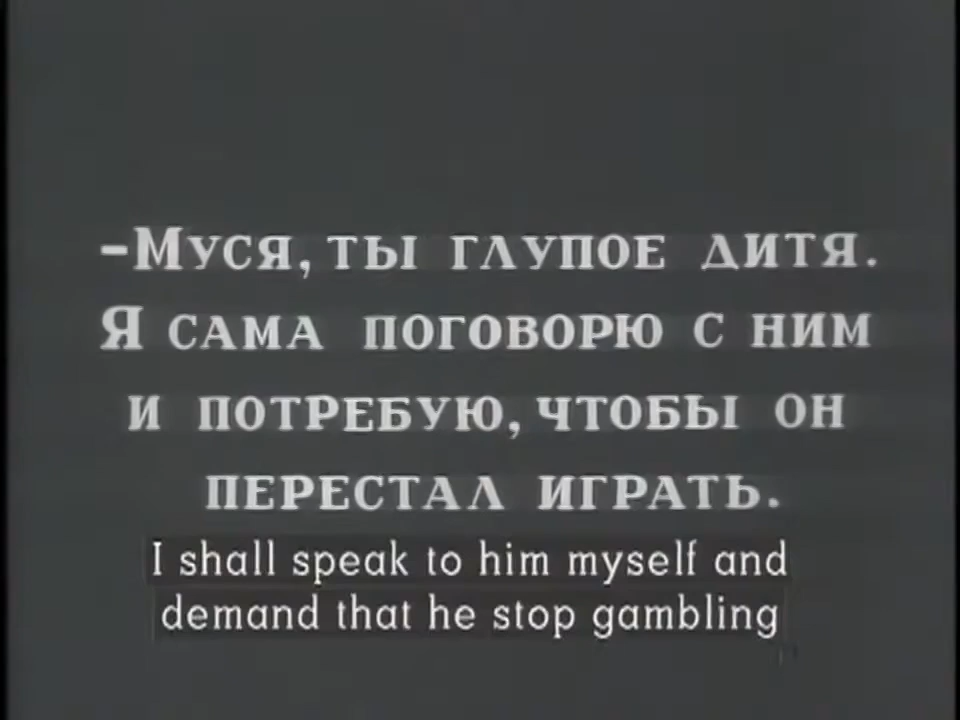 –Муся, ты глупое дитя.
Я сама поговорю с ним
и потребую, чтобы он
перестал играть.
I shall speak to him myself and
demand that he stop gambling